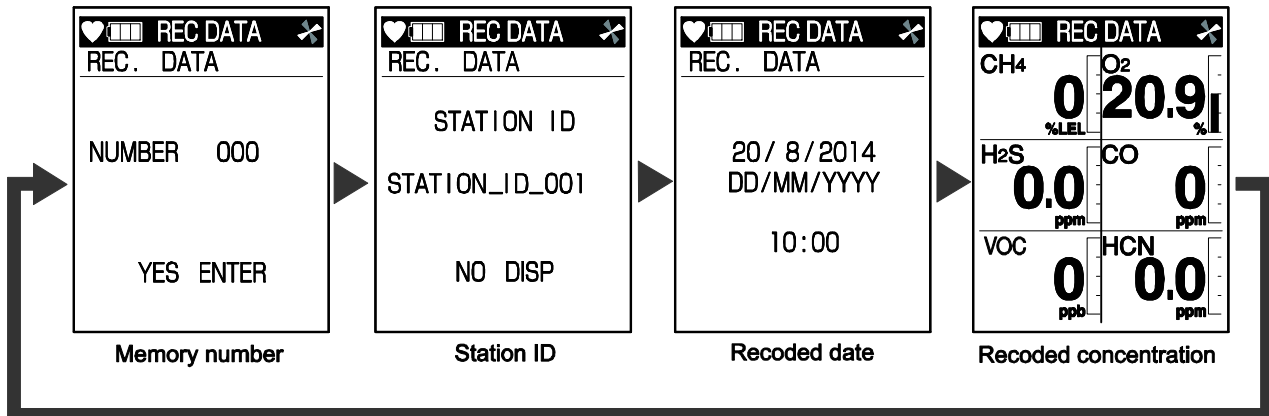 REC DATA
REC. DATA
NUMBER 000
YES ENTER
Memory number
REC DATA
REC. DATA
STATION ID
STATION_ID_001
NO DISP
Station ID
REC DATA
REC. DATA
20/ 8/2014
DD/MM/YYYY
10:00
Recoded date
REC DATA
CH4
0
%LEL
O2
20.9
%
H2S
0.0
ppm
CO
0
ppm
VOC
0
ppb
HCN
0.0
ppm
Recoded concentration